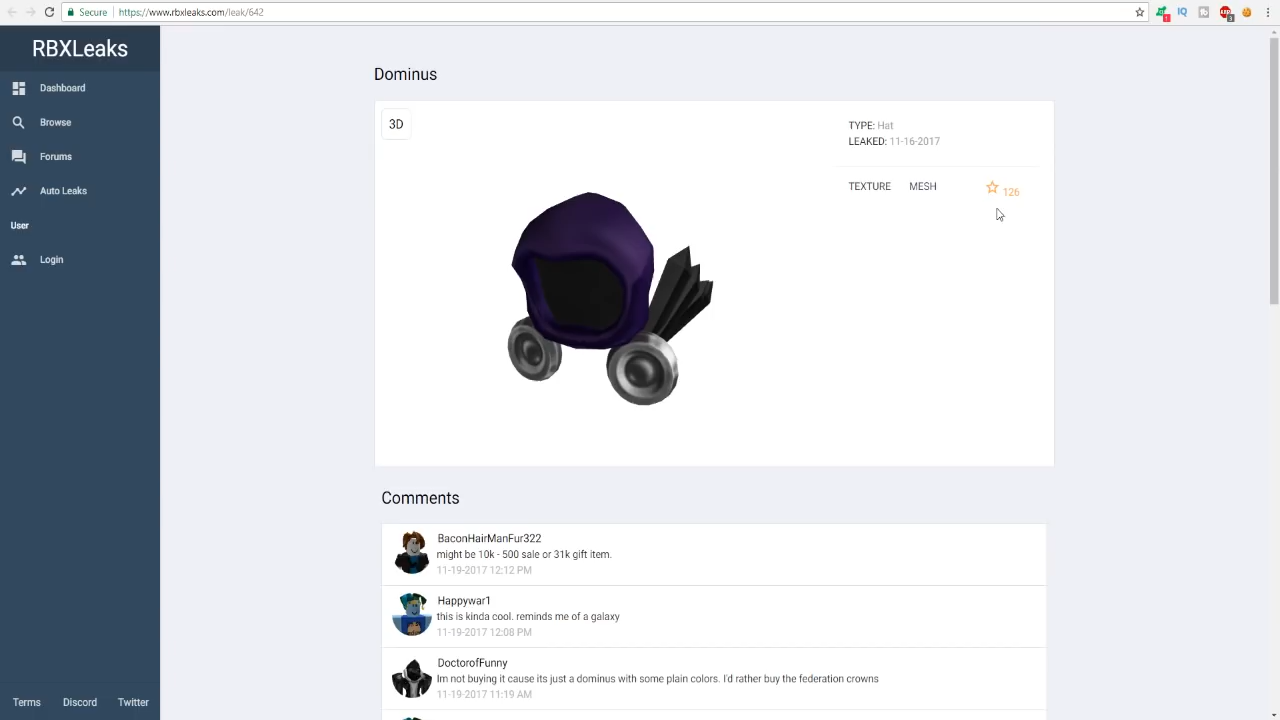 Secure https://www.rbxleaks.com/leak/642
RBXLeaks
Dashboard
Browse
Forums
Auto Leaks
User
Login
Terms Discord Twitter
Dominus
3D
TYPE: Hat
LEAKED: 11-16-2017
TEXTURE MESH 126
Comments
BaconHairManFur322
might be 10k - 500 sale or 31k gift item.
11-19-2017 12:12 PM
Happywar1
this is kinda cool. reminds me of a galaxy
11-19-2017 12:08 PM
DoctorofFunny
Im not buying it cause its just a dominus with some plain colors. I'd rather buy the federation crowns
11-19-2017 11:19 AM